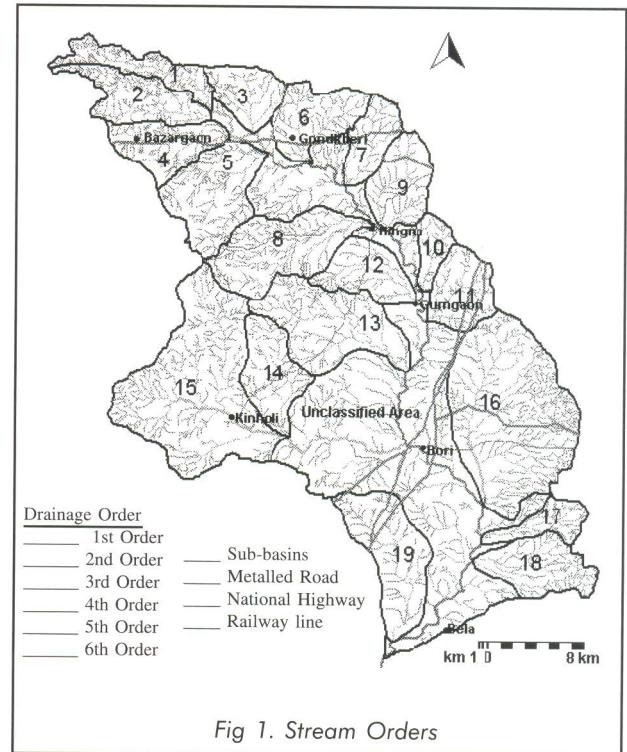 1
2
3
6
Bazargaon
Gondkheri
4
5
7
9
8
10
12
Gumgaon
11
13
14
15
Kinholi
Unclassified Area
16
Bori
17
18
19
Bela
Drainage Order
1st Order
2nd Order
3rd Order
4th Order
5th Order
6th Order
Sub-basins
Metalled Road
National Highway
Railway line
km 1 0 8 km
Fig 1. Stream Orders